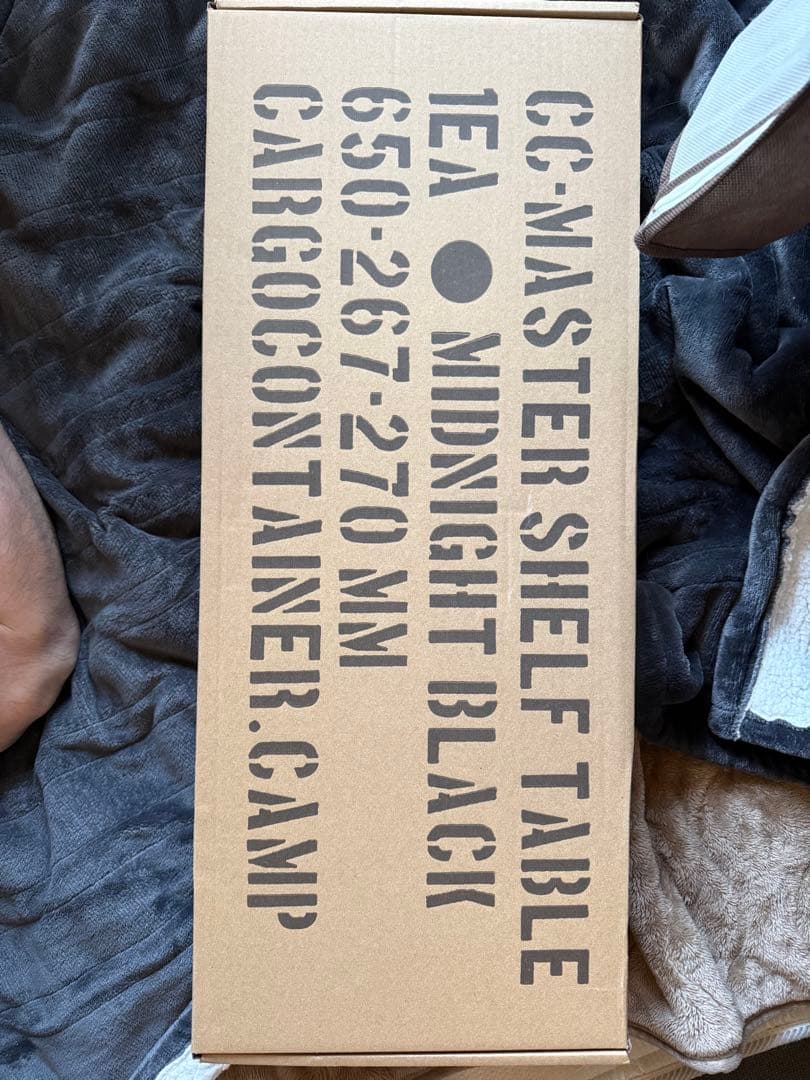 CC-MASTER SHELF TABLE
1EA ● MIDNIGHT BLACK
650-267-270 MM
CARGOCONTAINER.CAMP